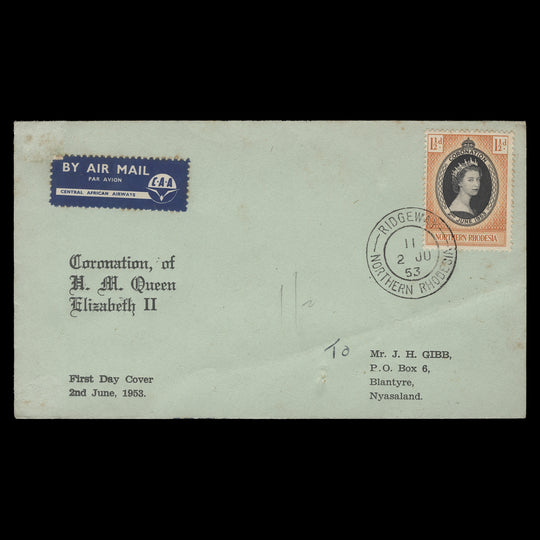 BY AIR MAIL
PAR AVION
CENTRAL AFRICAN AIRWAYS
C·A·A
1½d
1½d
CORONATION
JUNE 1953
NORTHERN RHODESIA
RIDGEWAY
11
2 JU
53
NORTHERN RHODESIA
Coronation, of
H. M. Queen
Elizabeth II
First Day Cover
2nd June, 1953.
To
Mr. J. H. GIBB,
P.O. Box 6,
Blantyre,
Nyasaland.